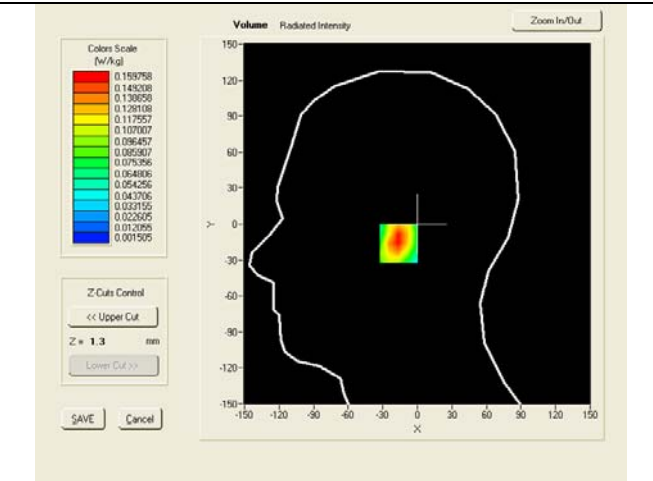 Volume Radiated Intensity
Zoom In/Out
Colors Scale
(W/kg)
0.159758
0.149208
0.138658
0.128108
0.117557
0.107007
0.096457
0.085907
0.075356
0.064806
0.054256
0.043706
0.033155
0.022605
0.012055
0.001505
Z-Cuts Control
<< Upper Cut
Z = 1.3 mm
Lower Cut >>
SAVE Cancel
150
120
90
60
30
0
-30
-60
-90
-120
-150
Y
-150 -120 -90 -60 -30 0 30 60 90 120 150
X